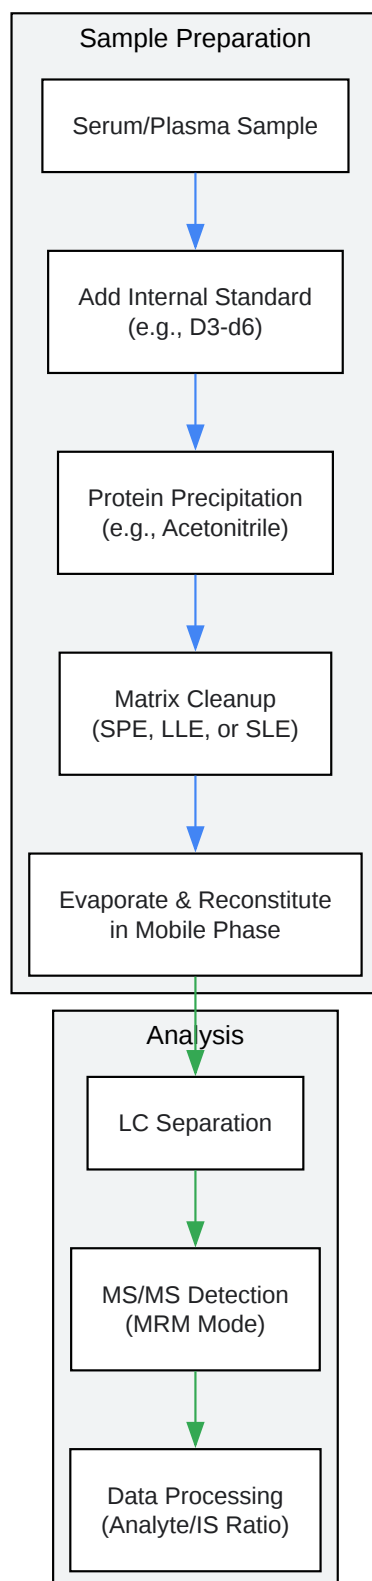 Sample Preparation
Serum/Plasma Sample
Add Internal Standard
(e.g., D3-d6)
Protein Precipitation
(e.g., Acetonitrile)
Matrix Cleanup
(SPE, LLE, or SLE)
Evaporate & Reconstitute
in Mobile Phase
Analysis
LC Separation
MS/MS Detection
(MRM Mode)
Data Processing
(Analyte/IS Ratio)